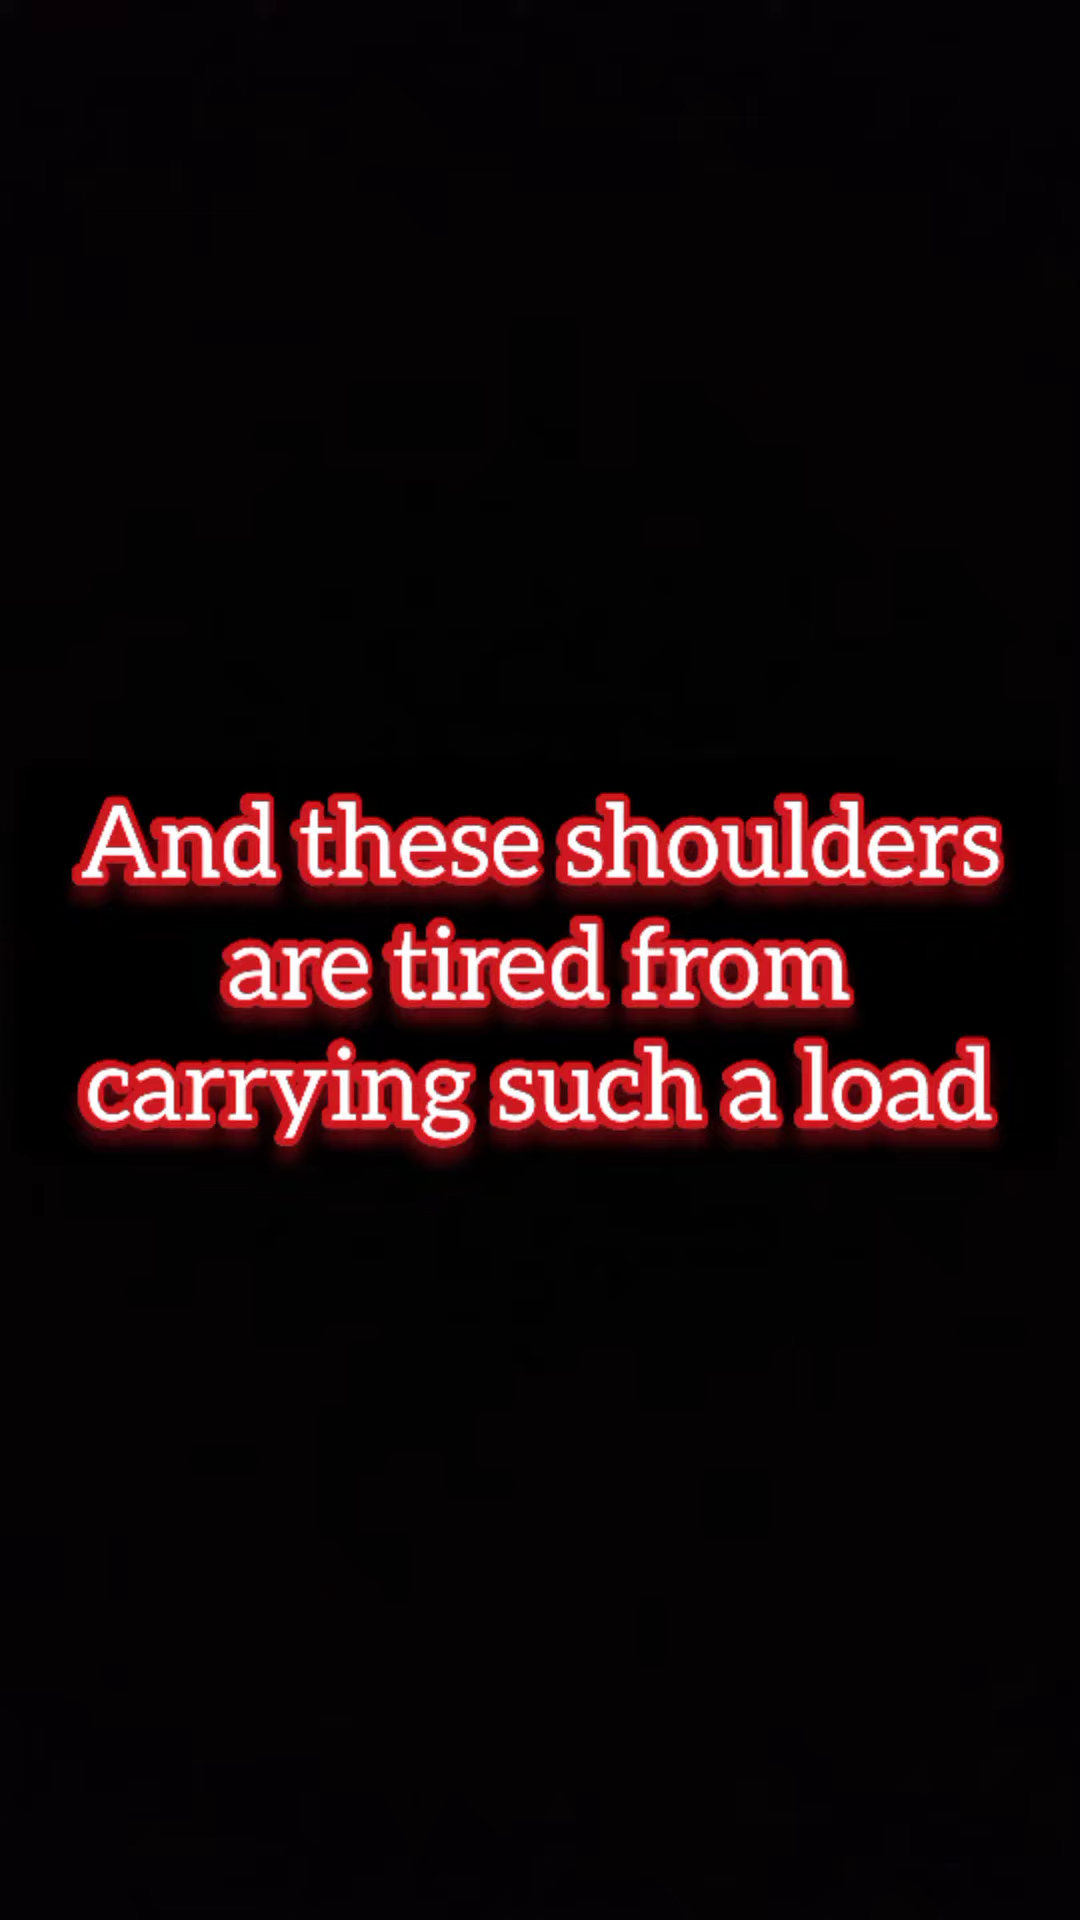 And these shoulders
are tired from
carrying such a load